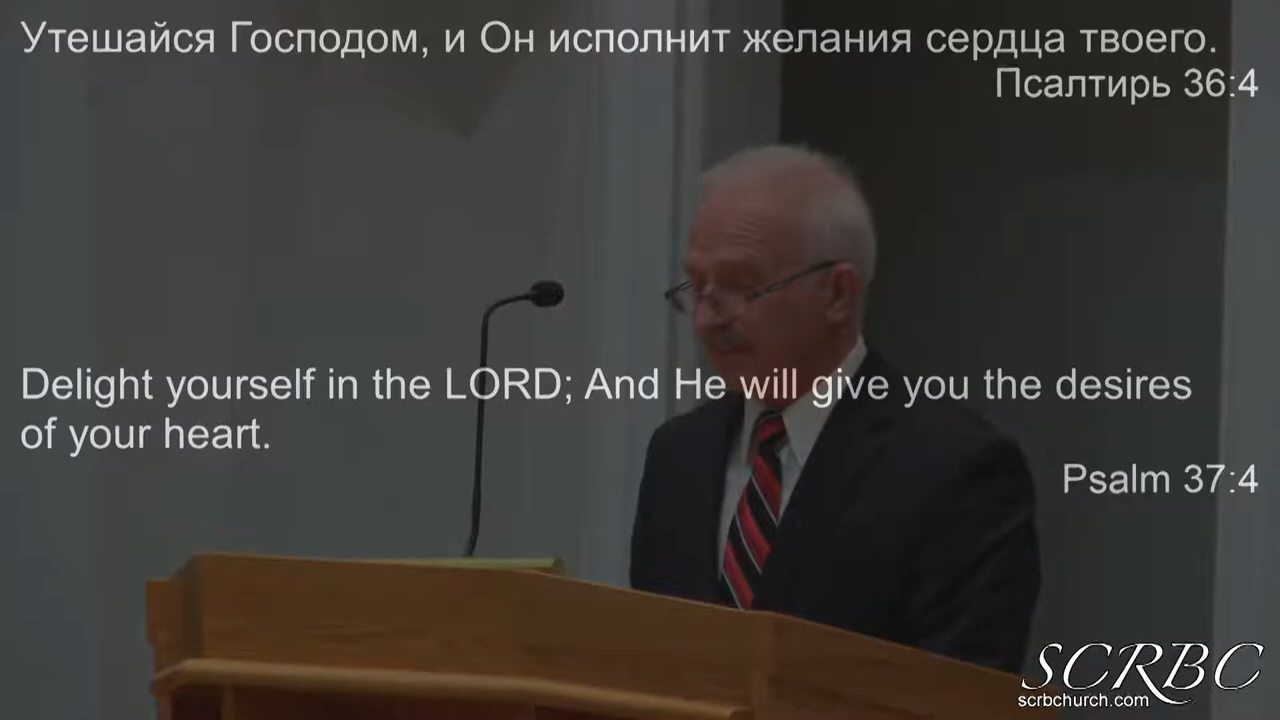 Утешайся Господом, и Он исполнит желания сердца твоего.
Псалтирь 36:4
Delight yourself in the LORD; And He will give you the desires
of your heart.
Psalm 37:4
SCRBC
scrbchurch.com